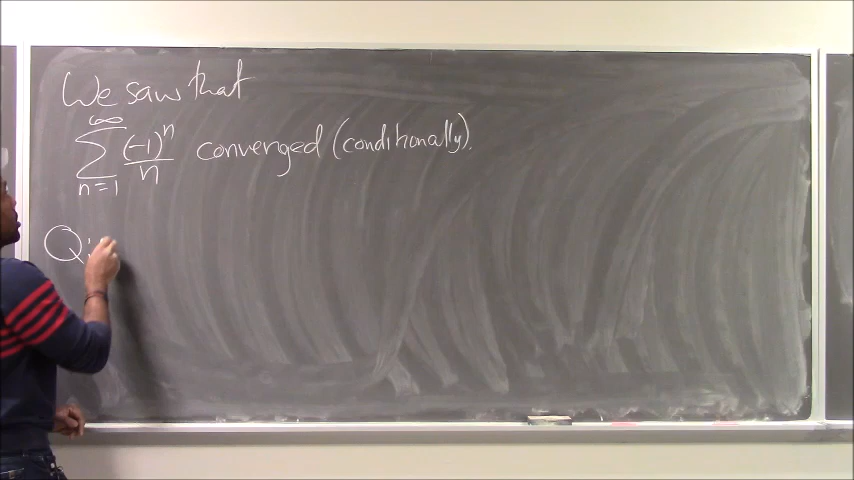 We saw that
∞
∑ (-1)^n/n converged (conditionally).
n=1
Q: